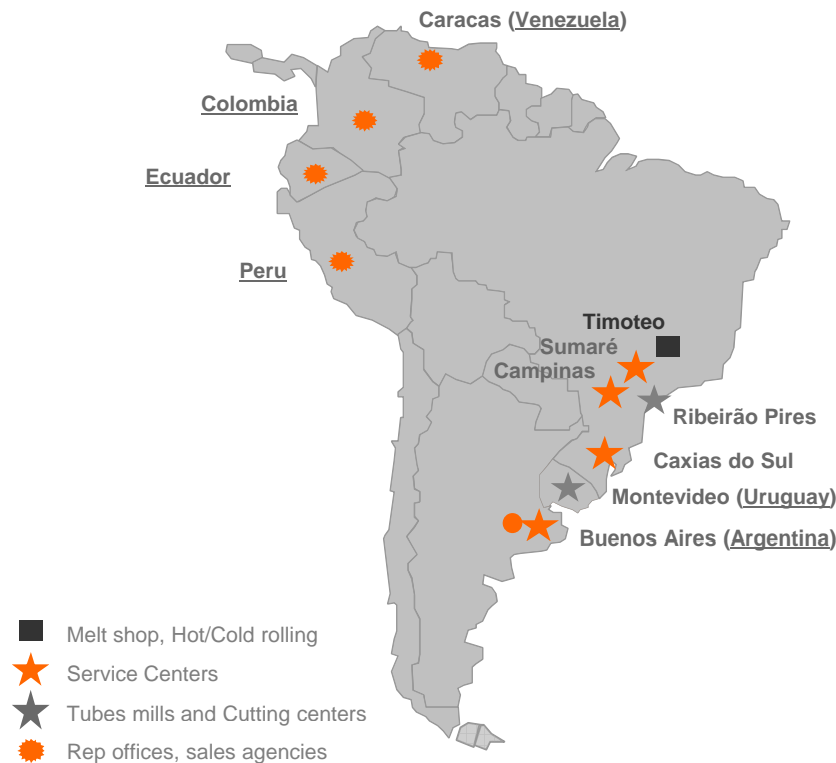 Caracas (Venezuela)
Colombia
Ecuador
Peru
Timoteo
Sumaré
Campinas
Ribeirão Pires
Caxias do Sul
Montevideo (Uruguay)
Buenos Aires (Argentina)
Melt shop, Hot/Cold rolling
Service Centers
Tubes mills and Cutting centers
Rep offices, sales agencies